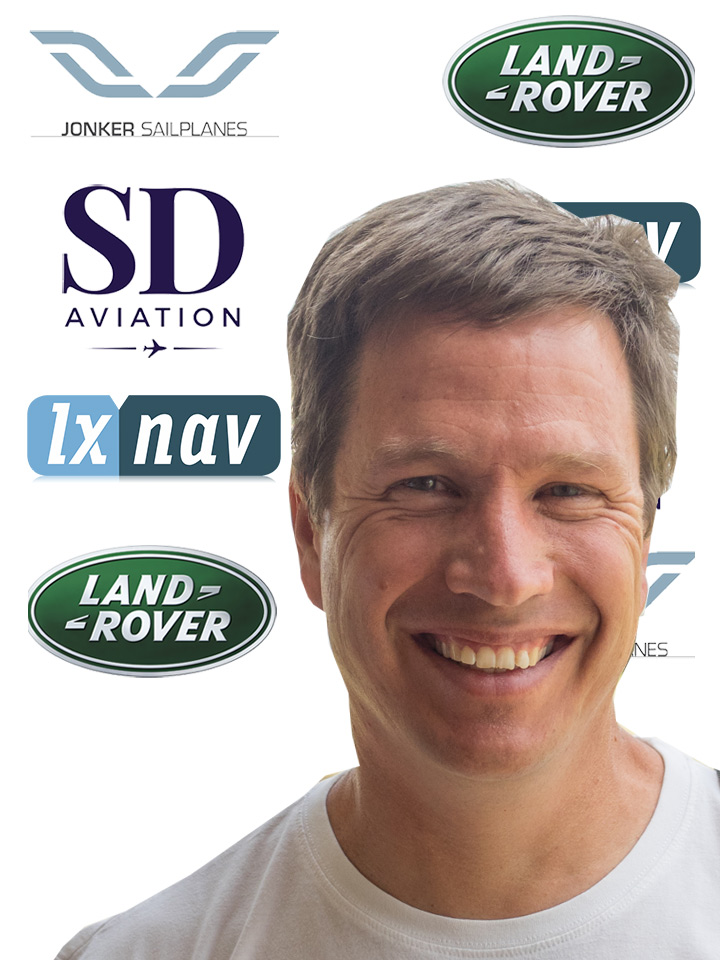 JONKER SAILPLANES
LAND
ROVER
SD
AVIATION
lx nav
LAND
ROVER